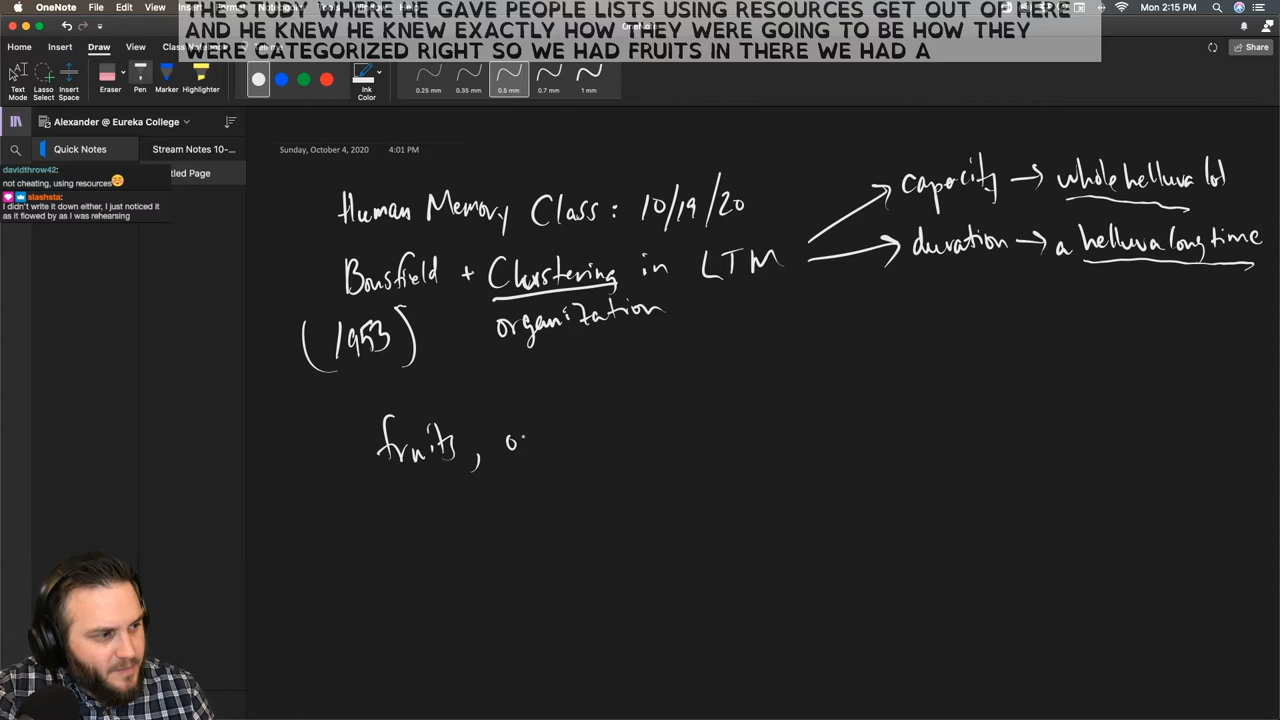 THE STUDY WHERE HE GAVE PEOPLE LISTS USING RESOURCES GET OUT OF HERE
AND HE KNEW HE KNEW EXACTLY HOW THEY WERE GOING TO BE HOW THEY
WERE CATEGORIZED RIGHT SO WE HAD FRUITS IN THERE WE HAD A
OneNote File Edit View Window Help
Mon 2:15 PM
Home Insert Draw View Class Notebook Tell me
Share
Text Mode
Lasso Select
Insert Space
Eraser
Pen
Marker
Highlighter
Ink Color
0.25 mm
0.35 mm
0.5 mm
0.7 mm
1 mm
Alexander @ Eureka College
Quick Notes
Stream Notes 10-...
Page
davidthrow42:
not cheating, using resources
slashsta:
I didn't write it down either, I just noticed it
as it flowed by as I was rehearsing
Sunday, October 4, 2020 4:01 PM
Human Memory Class: 10/19/20
capacity → whole helluva lot
duration → a helluva long time
Bousfield + Clustering in LTM
(1953) organization
fruits, o